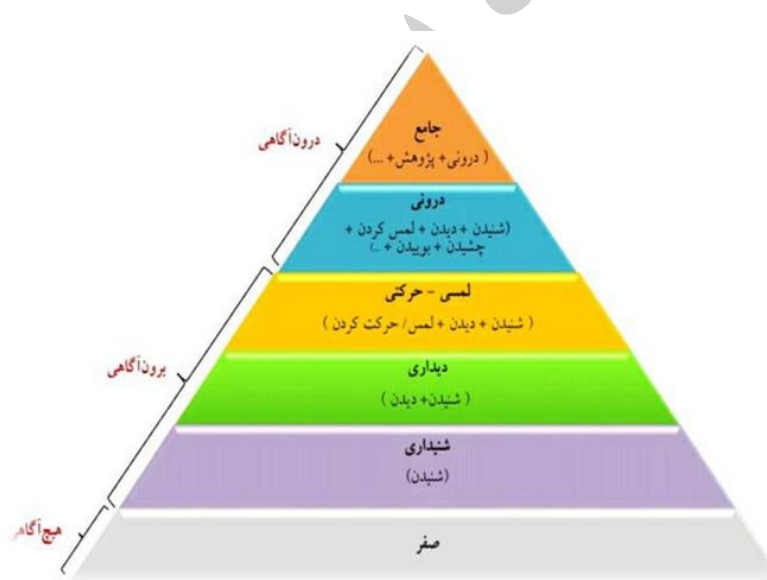 جامع
( درونی+ پژوهش+ ...)
درون‌آگاهی
درونی
(شنیدن + دیدن + لمس کردن +
چشیدن + بوییدن + ..)
لمسی - حرکتی
( شنیدن + دیدن + لمس/ حرکت کردن )
برون‌آگاهی
دیداری
( شنیدن+ دیدن )
شنیداری
(شنیدن)
هیچ‌آگاهی
صفر